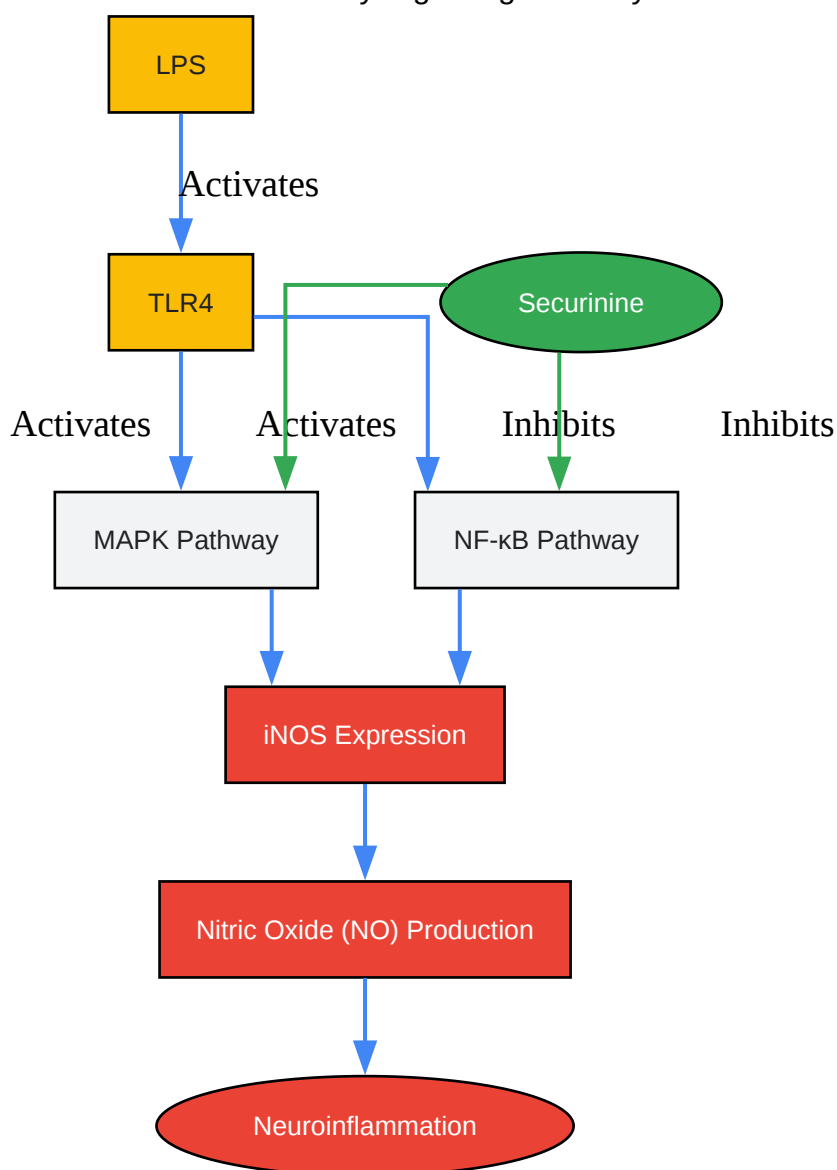 LPS
Activates
TLR4
Securinine
Activates Activates Inhibits Inhibits
MAPK Pathway NF-κB Pathway
iNOS Expression
Nitric Oxide (NO) Production
Neuroinflammation